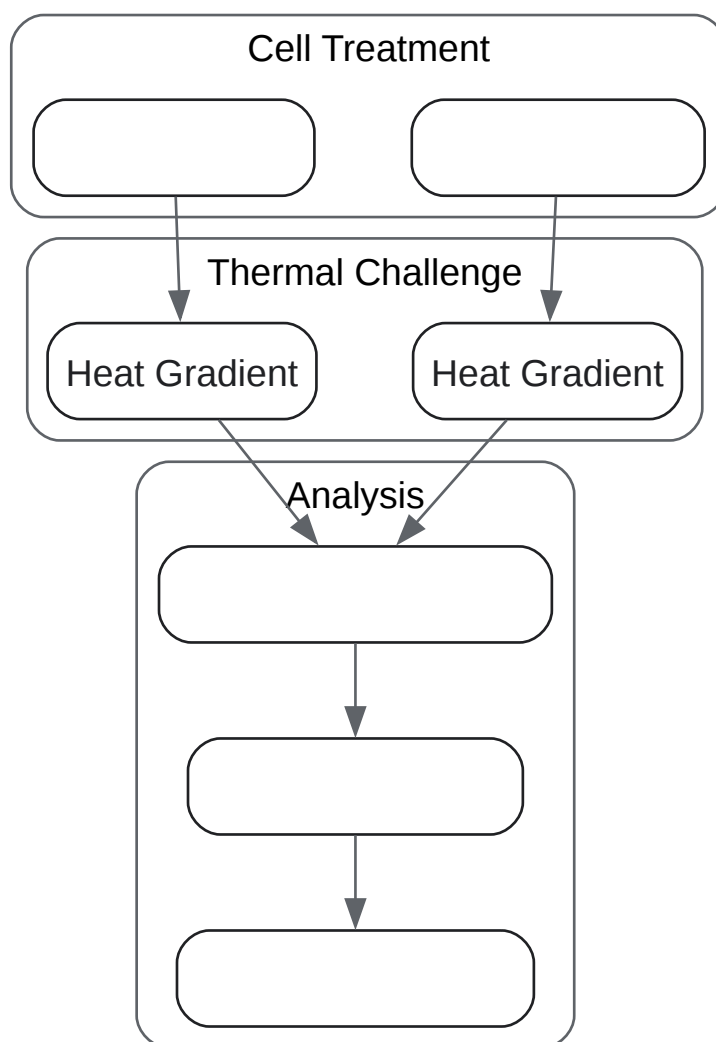 Cell Treatment
Thermal Challenge
Heat Gradient
Heat Gradient
Analysis